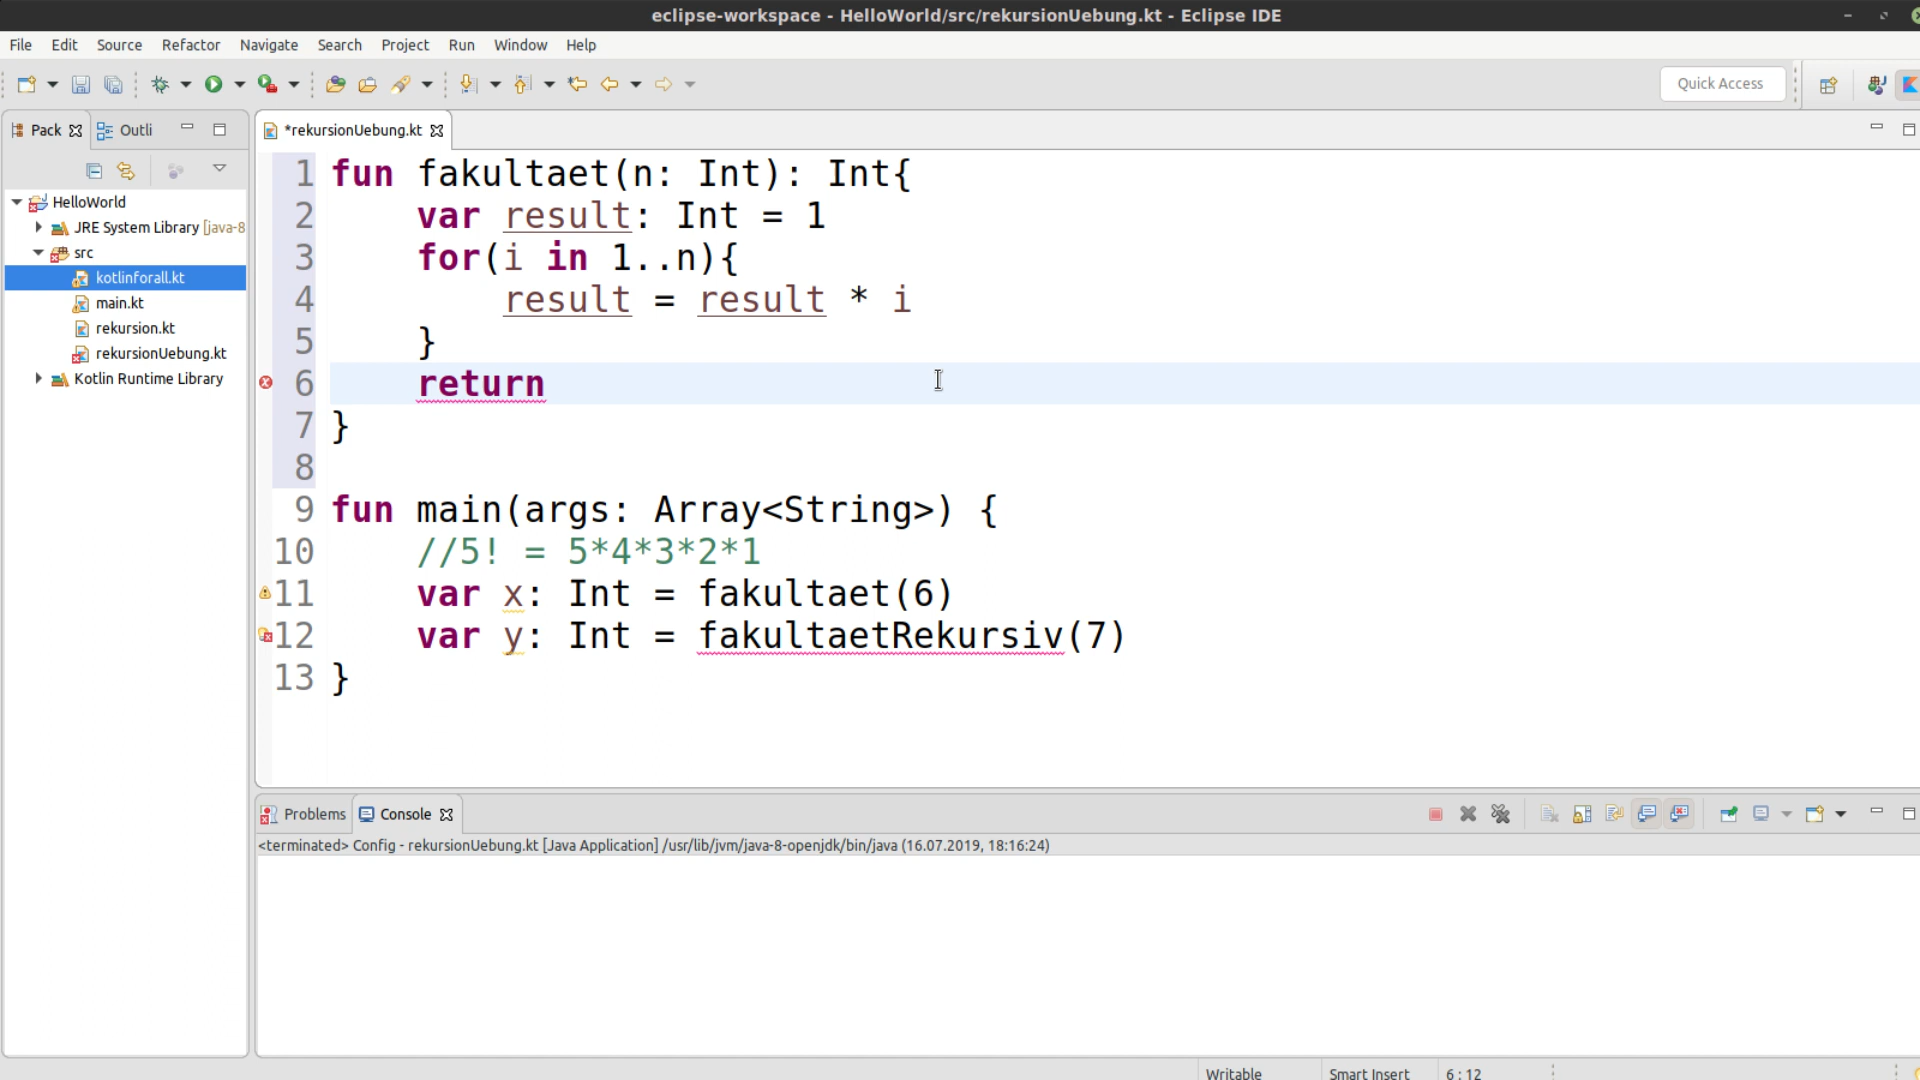 eclipse-workspace - HelloWorld/src/rekursionUebung.kt - Eclipse IDE
File Edit Source Refactor Navigate Search Project Run Window Help
Quick Access
Pack Outli
*rekursionUebung.kt
HelloWorld
JRE System Library [java-8
src
kotlinforall.kt
main.kt
rekursion.kt
rekursionUebung.kt
Kotlin Runtime Library
1 fun fakultaet(n: Int): Int{
2 var result: Int = 1
3 for(i in 1..n){
4 result = result * i
5 }
6 return
7 }
8
9 fun main(args: Array<String>) {
10 //5! = 5*4*3*2*1
11 var x: Int = fakultaet(6)
12 var y: Int = fakultaetRekursiv(7)
13 }
Problems Console
<terminated> Config - rekursionUebung.kt [Java Application] /usr/lib/jvm/java-8-openjdk/bin/java (16.07.2019, 18:16:24)
Writable Smart Insert 6 : 12